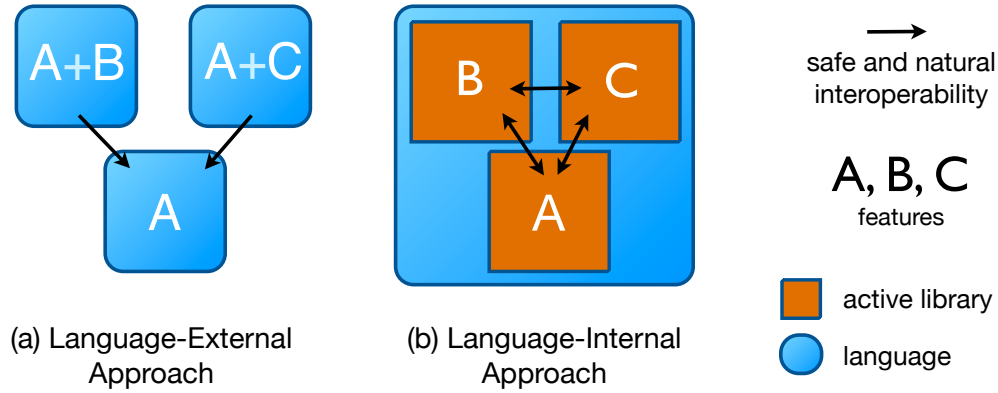 A+B
A+C
A
(a) Language-External
Approach
B
C
A
(b) Language-Internal
Approach
safe and natural
interoperability
A, B, C
features
active library
language